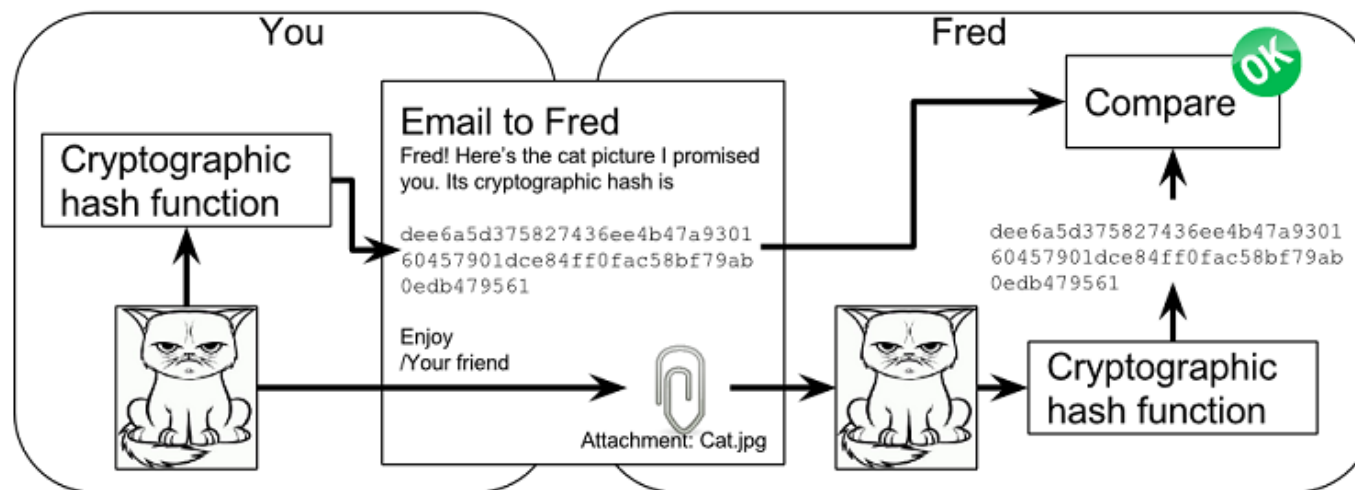 You
Fred
OK
Compare
Cryptographic
hash function
Email to Fred
Fred! Here's the cat picture I promised
you. Its cryptographic hash is
dee6a5d375827436ee4b47a9301
60457901dce84ff0fac58bf79ab
0edb479561
Enjoy
/Your friend
Attachment: Cat.jpg
dee6a5d375827436ee4b47a9301
60457901dce84ff0fac58bf79ab
0edb479561
Cryptographic
hash function